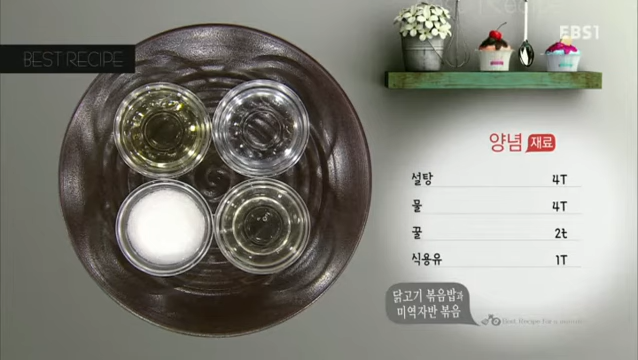 BEST RECIPE
EBS1
양념 재료
설탕 4T
물 4T
꿀 2t
식용유 1T
닭고기 볶음밥과
미역자반 볶음
Best Recipe for a